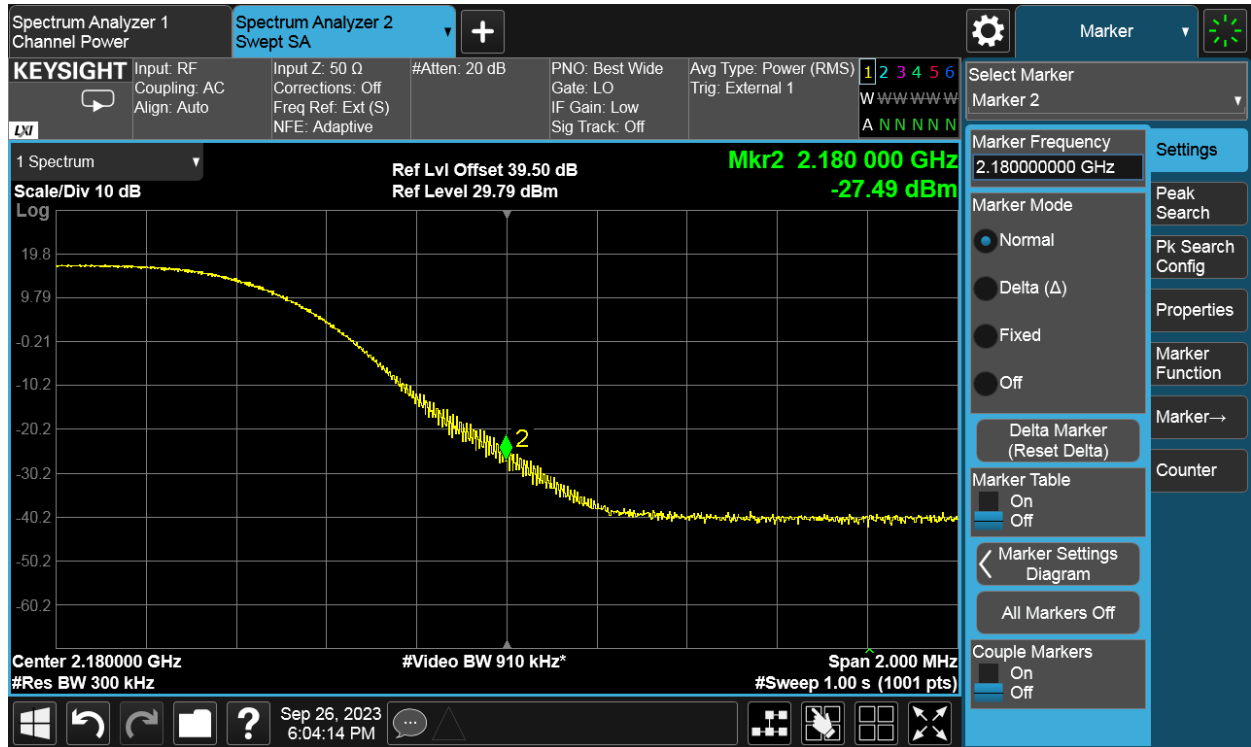 Spectrum Analyzer 1
Channel Power
Spectrum Analyzer 2
Swept SA
Marker
KEYSIGHT
LXI
Input: RF
Coupling: AC
Align: Auto
Input Z: 50 Ω
Corrections: Off
Freq Ref: Ext (S)
NFE: Adaptive
#Atten: 20 dB
PNO: Best Wide
Gate: LO
IF Gain: Low
Sig Track: Off
Avg Type: Power (RMS)
Trig: External 1
1 2 3 4 5 6
W W W W W W
A N N N N N
Select Marker
Marker 2
1 Spectrum
Scale/Div 10 dB
Log
Ref Lvl Offset 39.50 dB
Ref Level 29.79 dBm
Mkr2 2.180 000 GHz
-27.49 dBm
19.8
9.79
-0.21
-10.2
-20.2
-30.2
-40.2
-50.2
-60.2
2
Center 2.180000 GHz
#Res BW 300 kHz
#Video BW 910 kHz*
Span 2.000 MHz
#Sweep 1.00 s (1001 pts)
Marker Frequency
2.180000000 GHz
Marker Mode
Normal
Delta (Δ)
Fixed
Off
Delta Marker
(Reset Delta)
Marker Table
On
Off
Marker Settings
Diagram
All Markers Off
Couple Markers
On
Off
Settings
Peak
Search
Pk Search
Config
Properties
Marker
Function
Marker→
Counter
?
Sep 26, 2023
6:04:14 PM